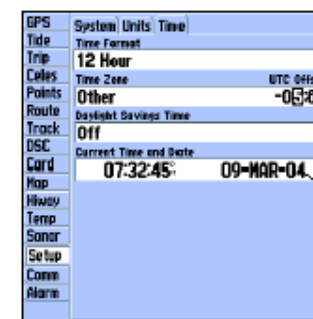 GPS
Tide
Trip
Celes
Points
Route
Track
DSC
Card
Map
Hiway
Temp
Sonar
Setup
Comm
Alarm
System Units Time
Time Format
12 Hour
Time Zone UTC Offs
Other
Daylight Savings Time
Off
Current Time and Date
07:32:45 09-MAR-04